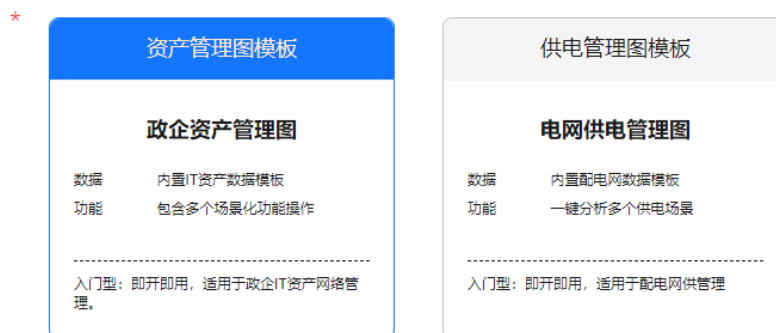 *
资产管理图模板
政企资产管理图
数据 内置IT资产数据模板
功能 包含多个场景化功能操作
入门型：即开即用，适用于政企IT资产网络管
理。
供电管理图模板
电网供电管理图
数据 内置配电网数据模板
功能 一键分析多个供电场景
入门型：即开即用，适用于配电网供管理